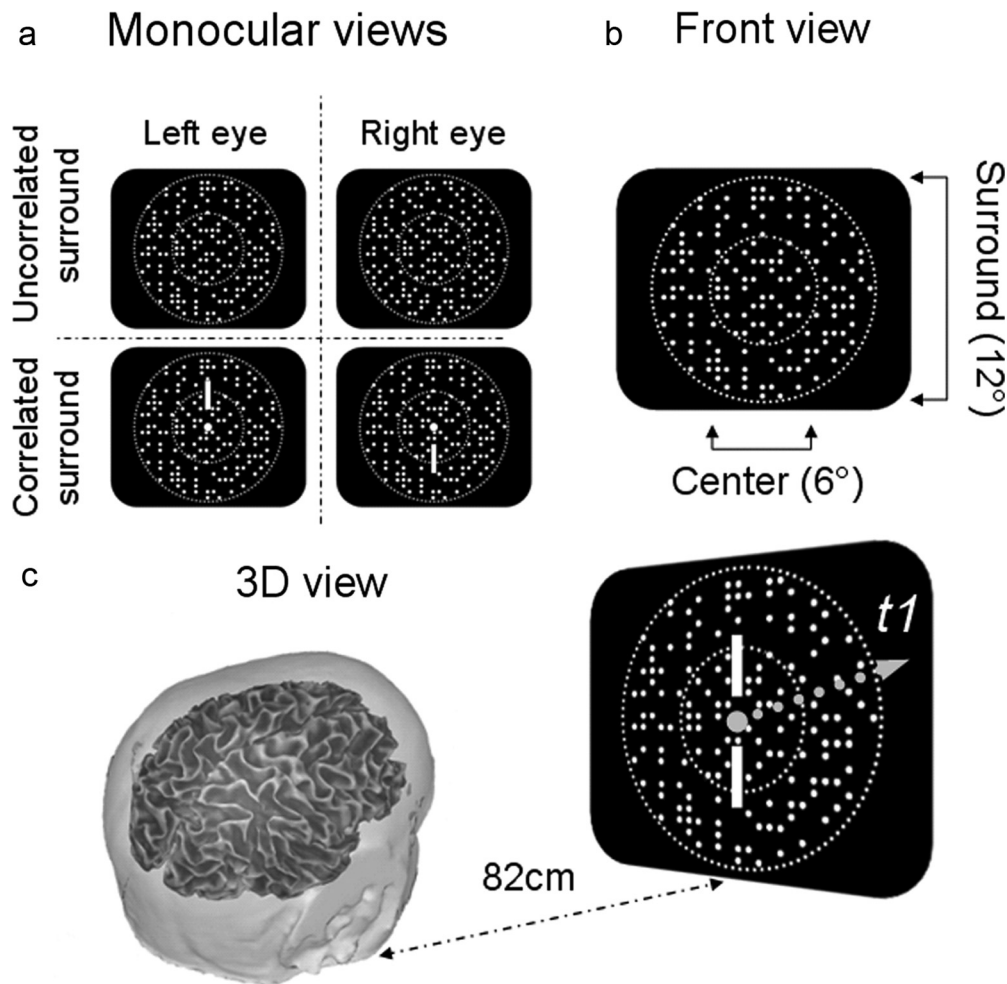 a
Monocular views
Left eye
Right eye
Uncorrelated
surround
Correlated
surround
b
Front view
Surround (12°)
Center (6°)
c
3D view
82cm
t1